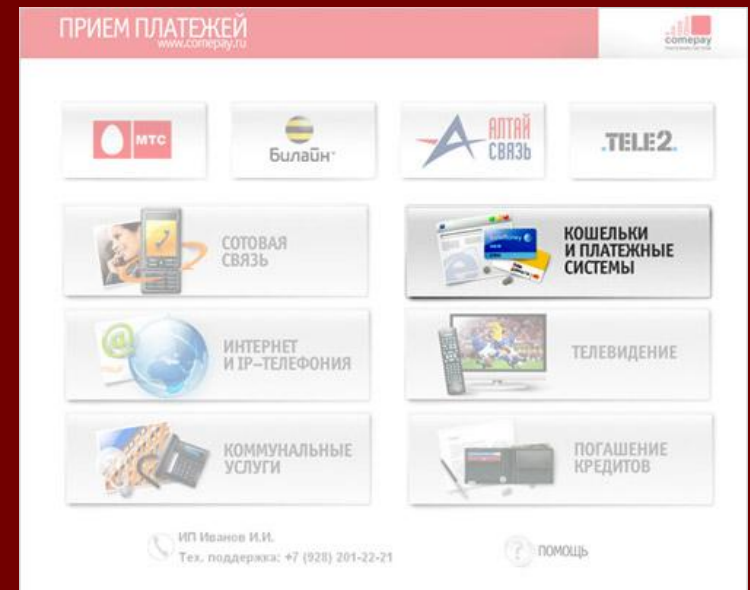 ПРИЕМ ПЛАТЕЖЕЙ
www.comepay.ru
comepay
МТС
Билайн
АЛТАЙ
СВЯЗЬ
TELE2
СОТОВАЯ
СВЯЗЬ
КОШЕЛЬКИ
И ПЛАТЕЖНЫЕ
СИСТЕМЫ
ИНТЕРНЕТ
И IP–ТЕЛЕФОНИЯ
ТЕЛЕВИДЕНИЕ
КОММУНАЛЬНЫЕ
УСЛУГИ
ПОГАШЕНИЕ
КРЕДИТОВ
ИП Иванов И.И.
Тех. поддержка: +7 (928) 201-22-21
ПОМОЩЬ